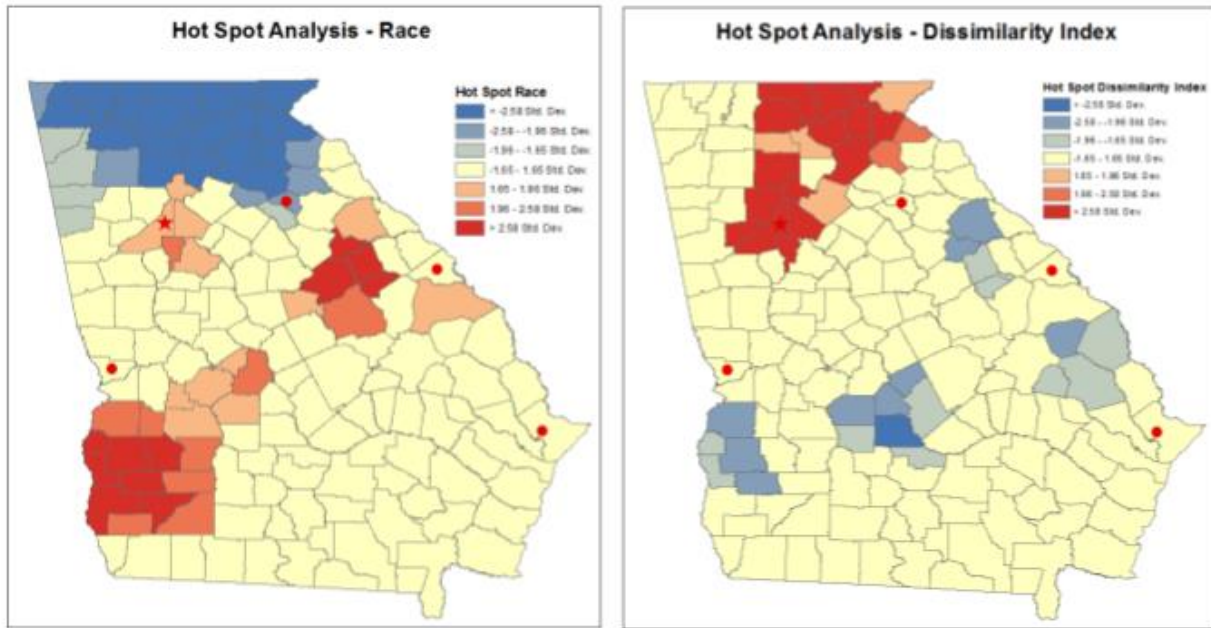 Hot Spot Analysis - Race
Hot Spot Race
< -2.58 Std. Dev.
-2.58 - -1.96 Std. Dev.
-1.96 - -1.65 Std. Dev.
-1.65 - 1.65 Std. Dev.
1.65 - 1.96 Std. Dev.
1.96 - 2.58 Std. Dev.
> 2.58 Std. Dev.
Hot Spot Analysis - Dissimilarity Index
Hot Spot Dissimilarity Index
< -2.58 Std. Dev.
-2.58 - -1.96 Std. Dev.
-1.96 - -1.65 Std. Dev.
-1.65 - 1.65 Std. Dev.
1.65 - 1.96 Std. Dev.
1.96 - 2.58 Std. Dev.
> 2.58 Std. Dev.